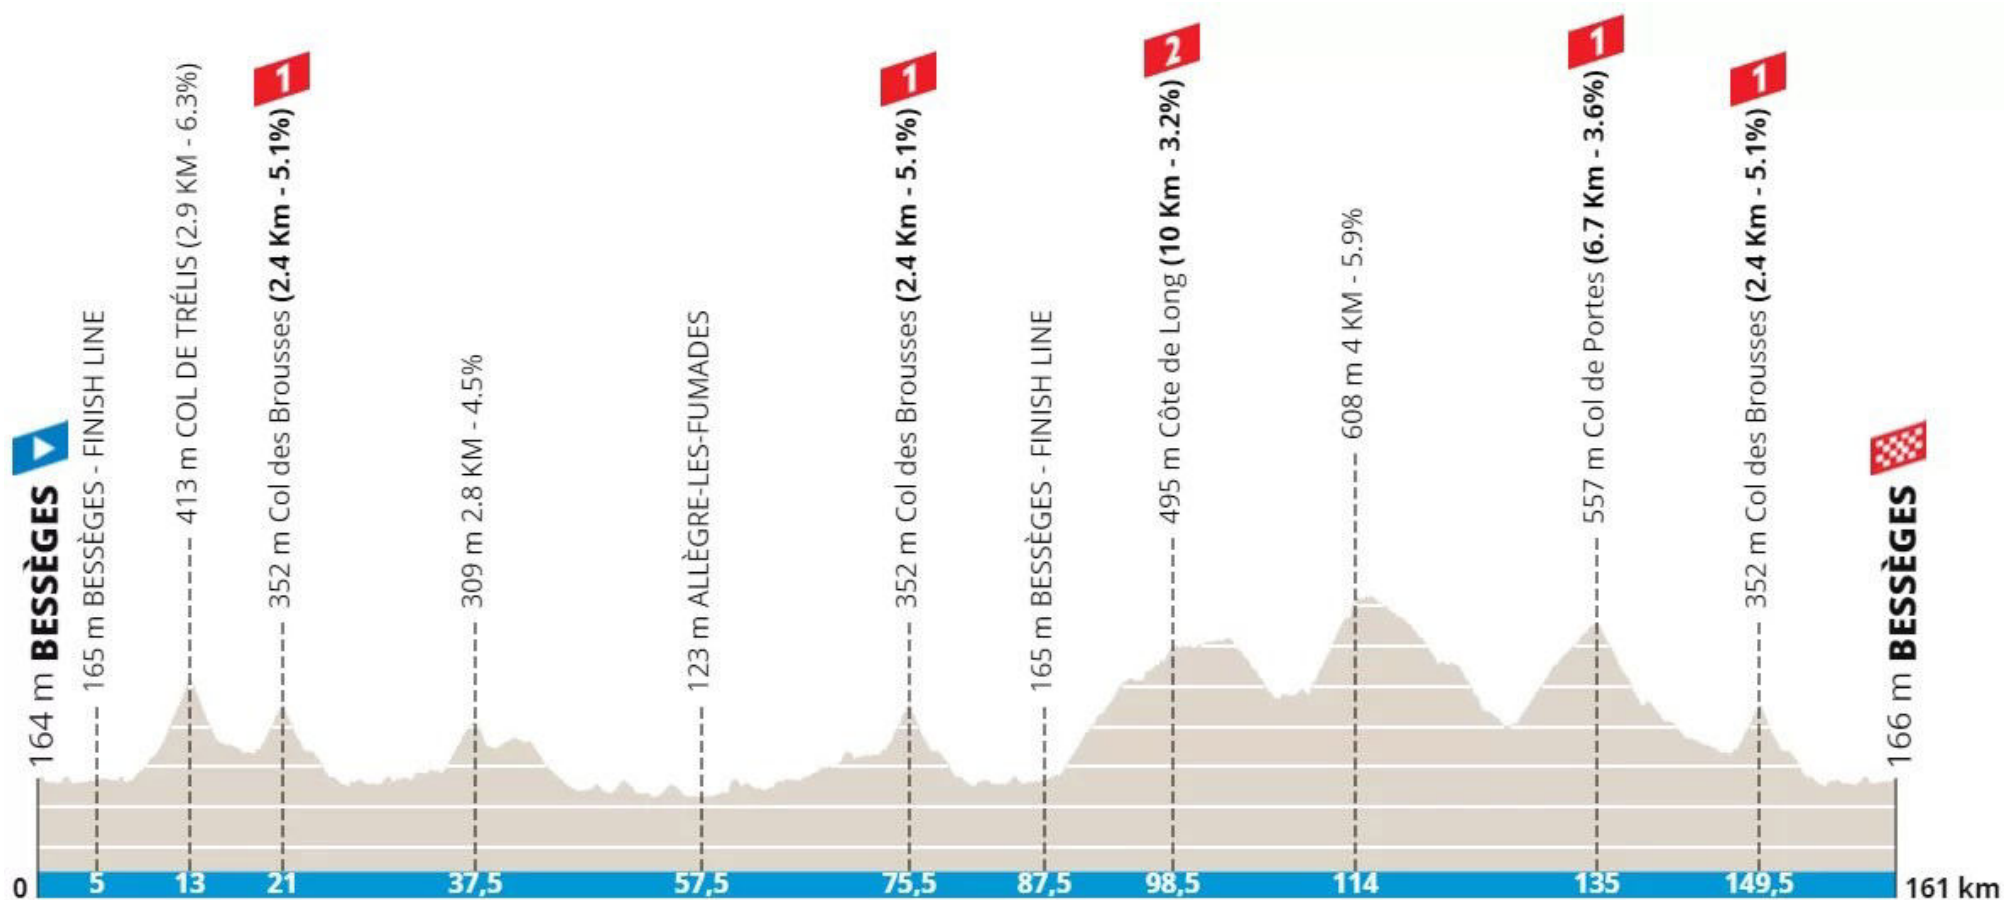 164 m BESSÈGES
165 m BESSÈGES - FINISH LINE
413 m COL DE TRÉLIS (2.9 KM - 6.3%)
1
352 m Col des Brousses (2.4 Km - 5.1%)
309 m 2.8 KM - 4.5%
123 m ALLÈGRE-LES-FUMADES
1
352 m Col des Brousses (2.4 Km - 5.1%)
165 m BESSÈGES - FINISH LINE
2
495 m Côte de Long (10 Km - 3.2%)
608 m 4 KM - 5.9%
1
557 m Col de Portes (6.7 Km - 3.6%)
1
352 m Col des Brousses (2.4 Km - 5.1%)
166 m BESSÈGES
0 5 13 21 37,5 57,5 75,5 87,5 98,5 114 135 149,5 161 km